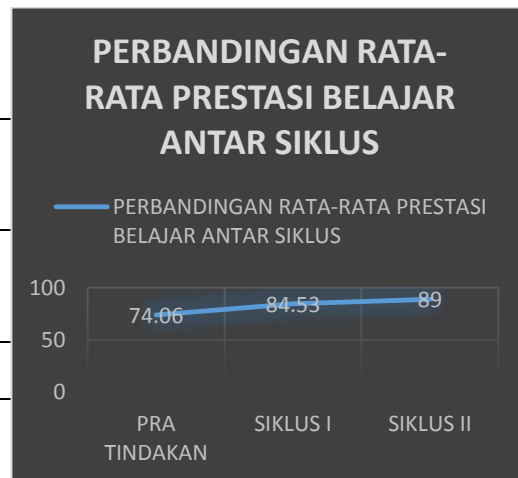 PERBANDINGAN RATA-
RATA PRESTASI BELAJAR
ANTAR SIKLUS
PERBANDINGAN RATA-RATA PRESTASI
BELAJAR ANTAR SIKLUS
100
74.06 84.53 89
50
0
PRA SIKLUS I SIKLUS II
TINDAKAN